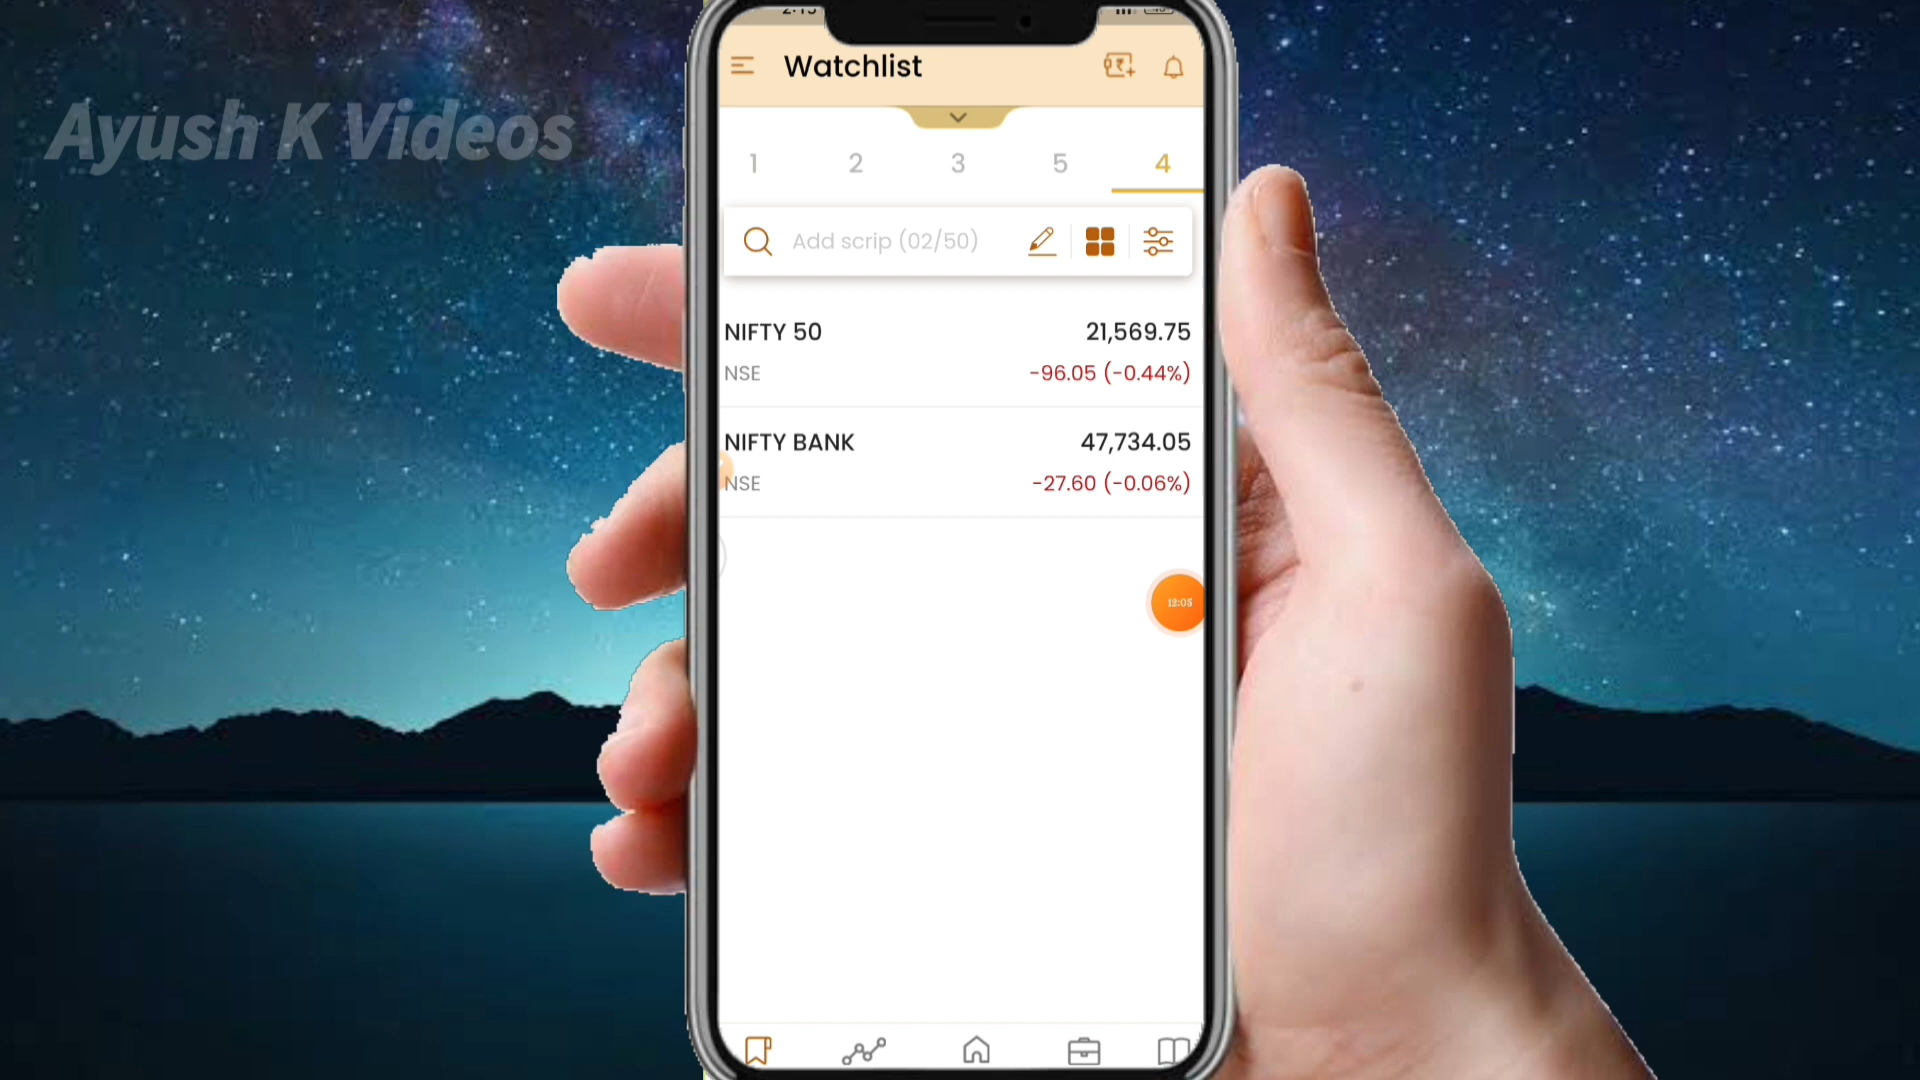 Ayush K Videos
Watchlist
1 2 3 5 4
Add scrip (02/50)
NIFTY 50 21,569.75
NSE -96.05 (-0.44%)
NIFTY BANK 47,734.05
NSE -27.60 (-0.06%)
12:05